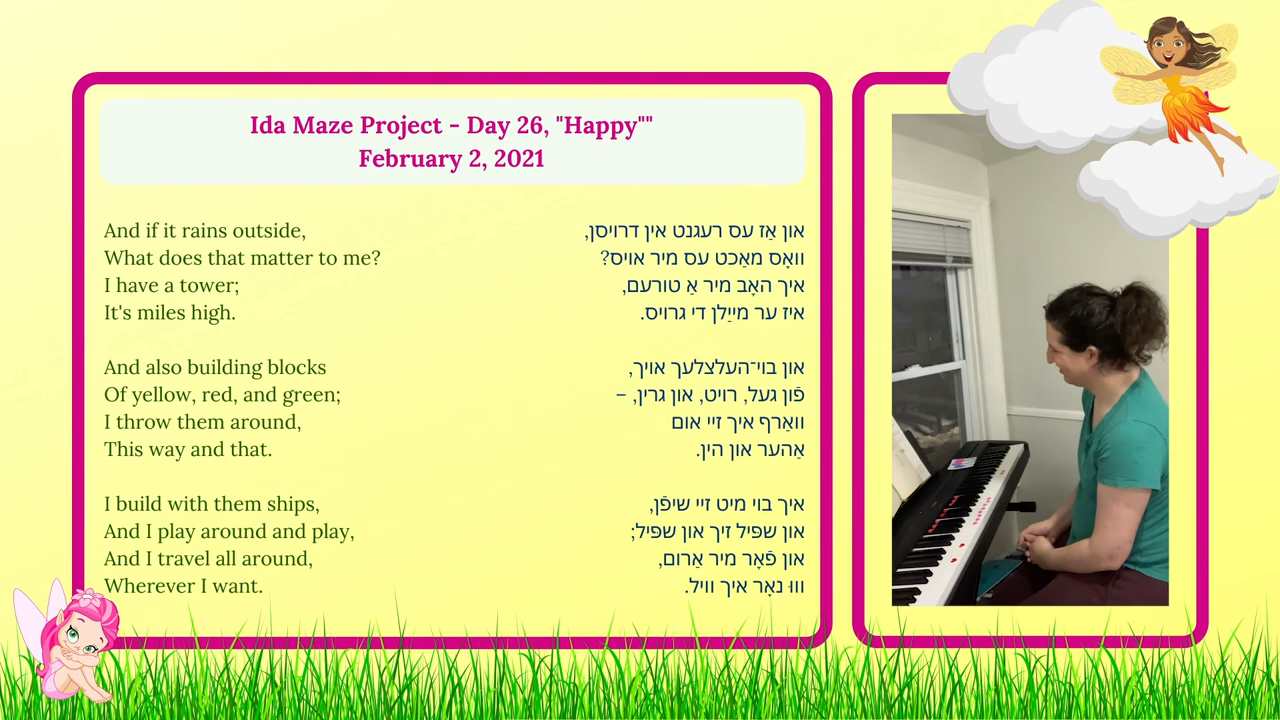 Ida Maze Project - Day 26, "Happy""
February 2, 2021
And if it rains outside,
What does that matter to me?
I have a tower;
It's miles high.
And also building blocks
Of yellow, red, and green;
I throw them around,
This way and that.
I build with them ships,
And I play around and play,
And I travel all around,
Wherever I want.
און אַז עס רעגנט אין דרויסן,
וואָס מאַכט עס מיר אויס?
איך האָב מיר אַ טורעם,
איז ער מײַלן די גרויס.
און בוי־העלצלעך אויך,
פֿון געל, רויט, און גרין, –
וואַרף איך זיי אום
אַהער און הין.
איך בוי מיט זיי שיפֿן,
און שפּיל זיך און שפּיל;
און פֿאָר מיר אַרום,
וווּ נאָר איך וויל.